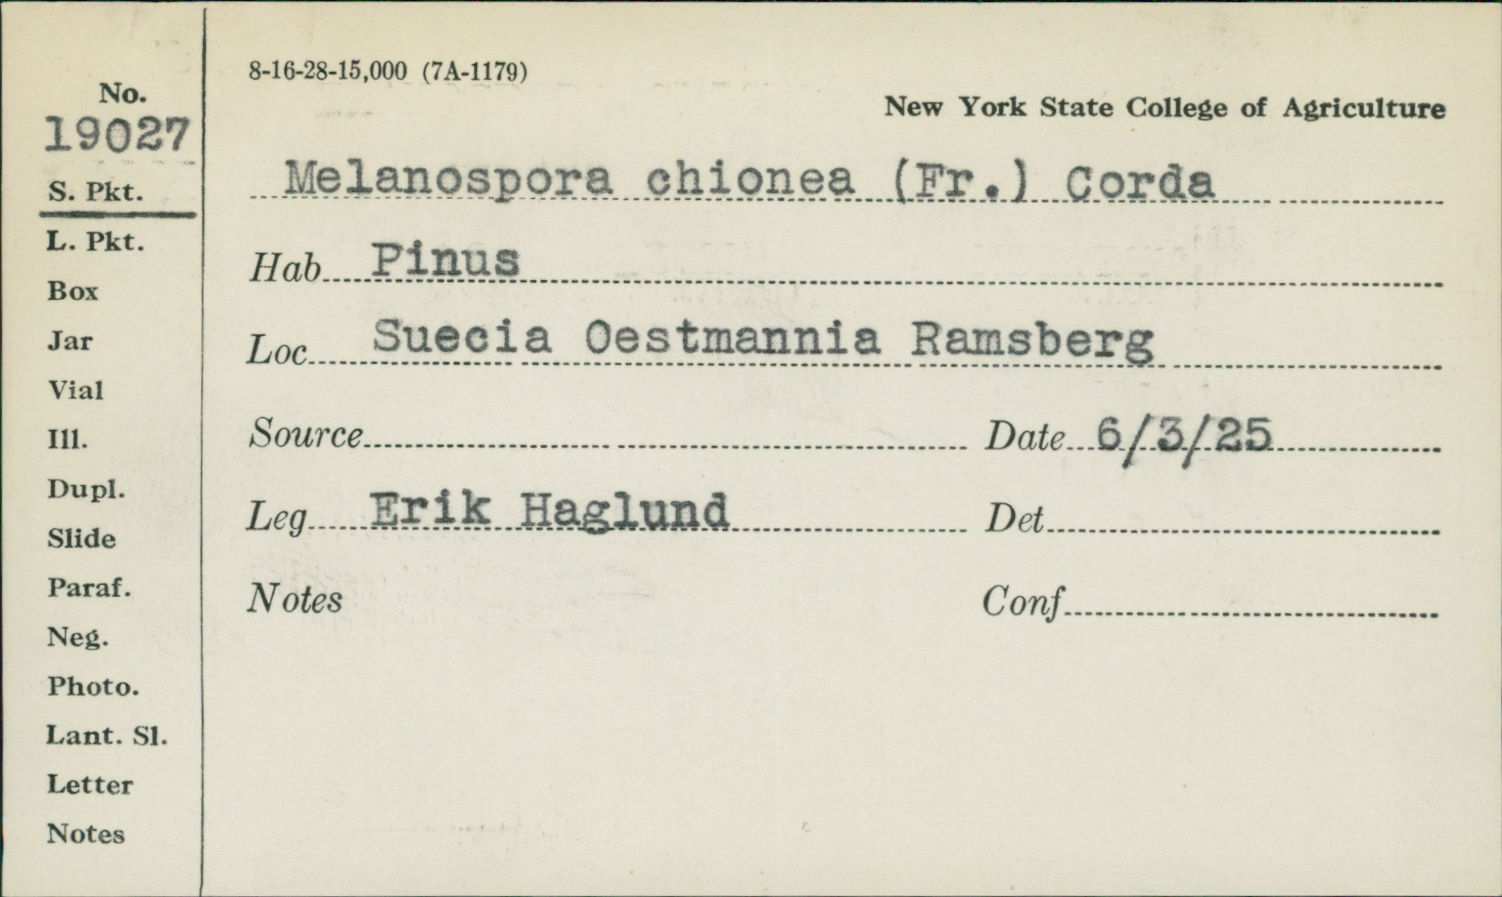 8-16-28-15,000 (7A-1179)
New York State College of Agriculture
No.
19027
S. Pkt.
L. Pkt.
Box
Jar
Vial
Ill.
Dupl.
Slide
Paraf.
Neg.
Photo.
Lant. Sl.
Letter
Notes
Melanospora chionea (Fr.) Corda
Hab Pinus
Loc Suecia Oestmannia Ramsberg
Source Date 6/3/25
Leg Erik Haglund Det
Notes Conf